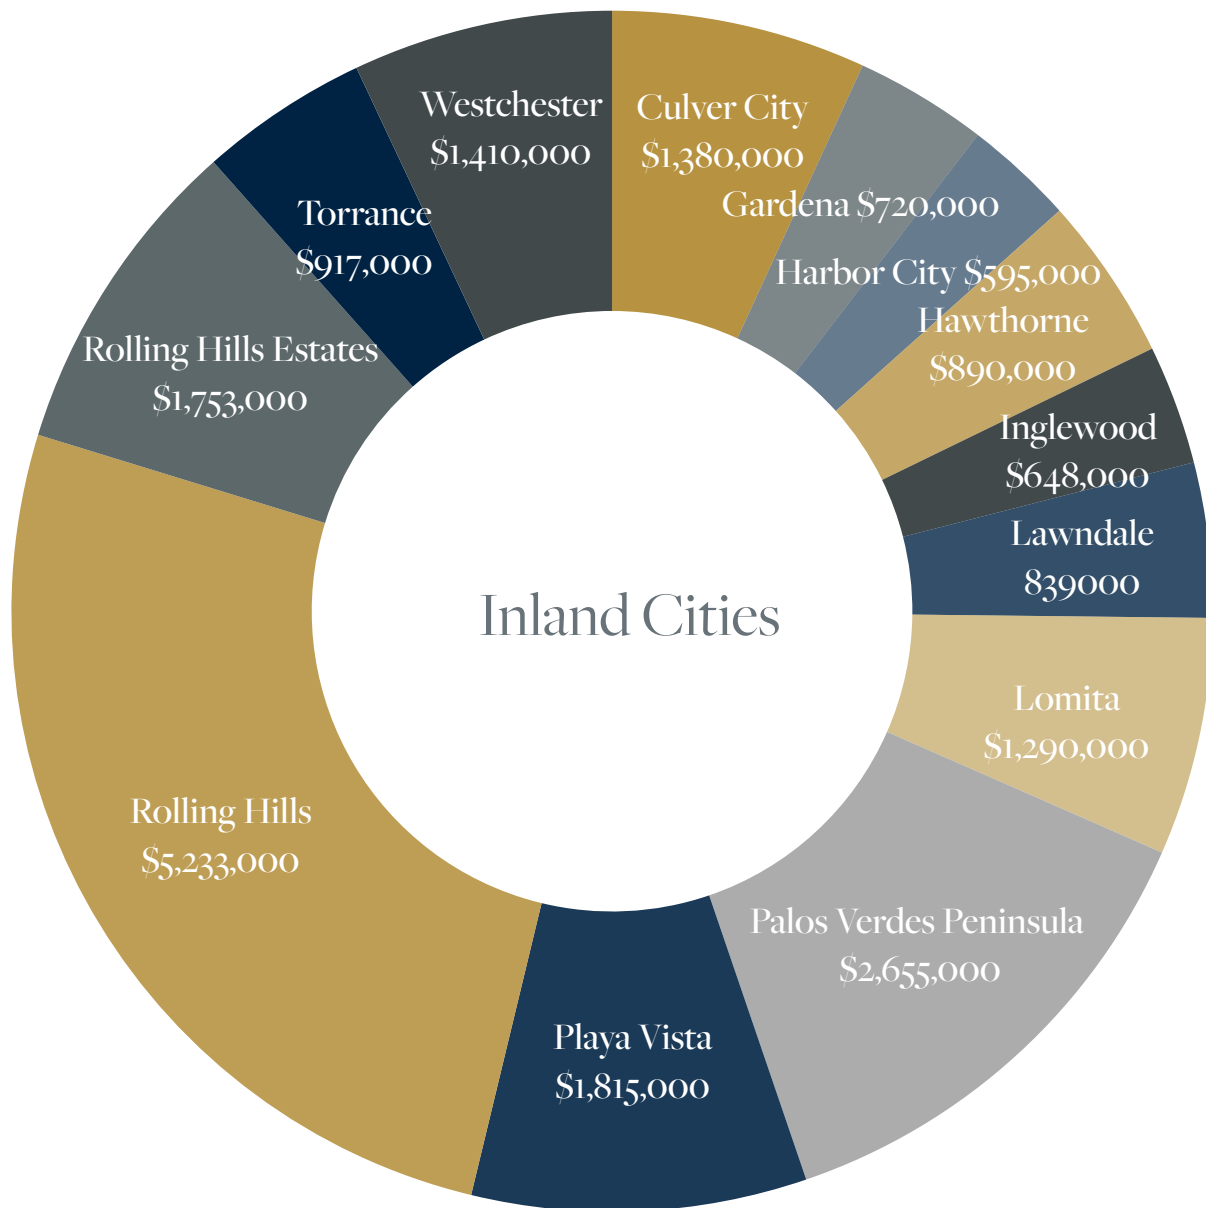 Westchester
$1,410,000
Culver City
$1,380,000
Gardena $720,000
Harbor City $595,000
Hawthorne
$890,000
Inglewood
$648,000
Lawndale
839000
Lomita
$1,290,000
Palos Verdes Peninsula
$2,655,000
Playa Vista
$1,815,000
Rolling Hills
$5,233,000
Rolling Hills Estates
$1,753,000
Torrance
$917,000
Inland Cities